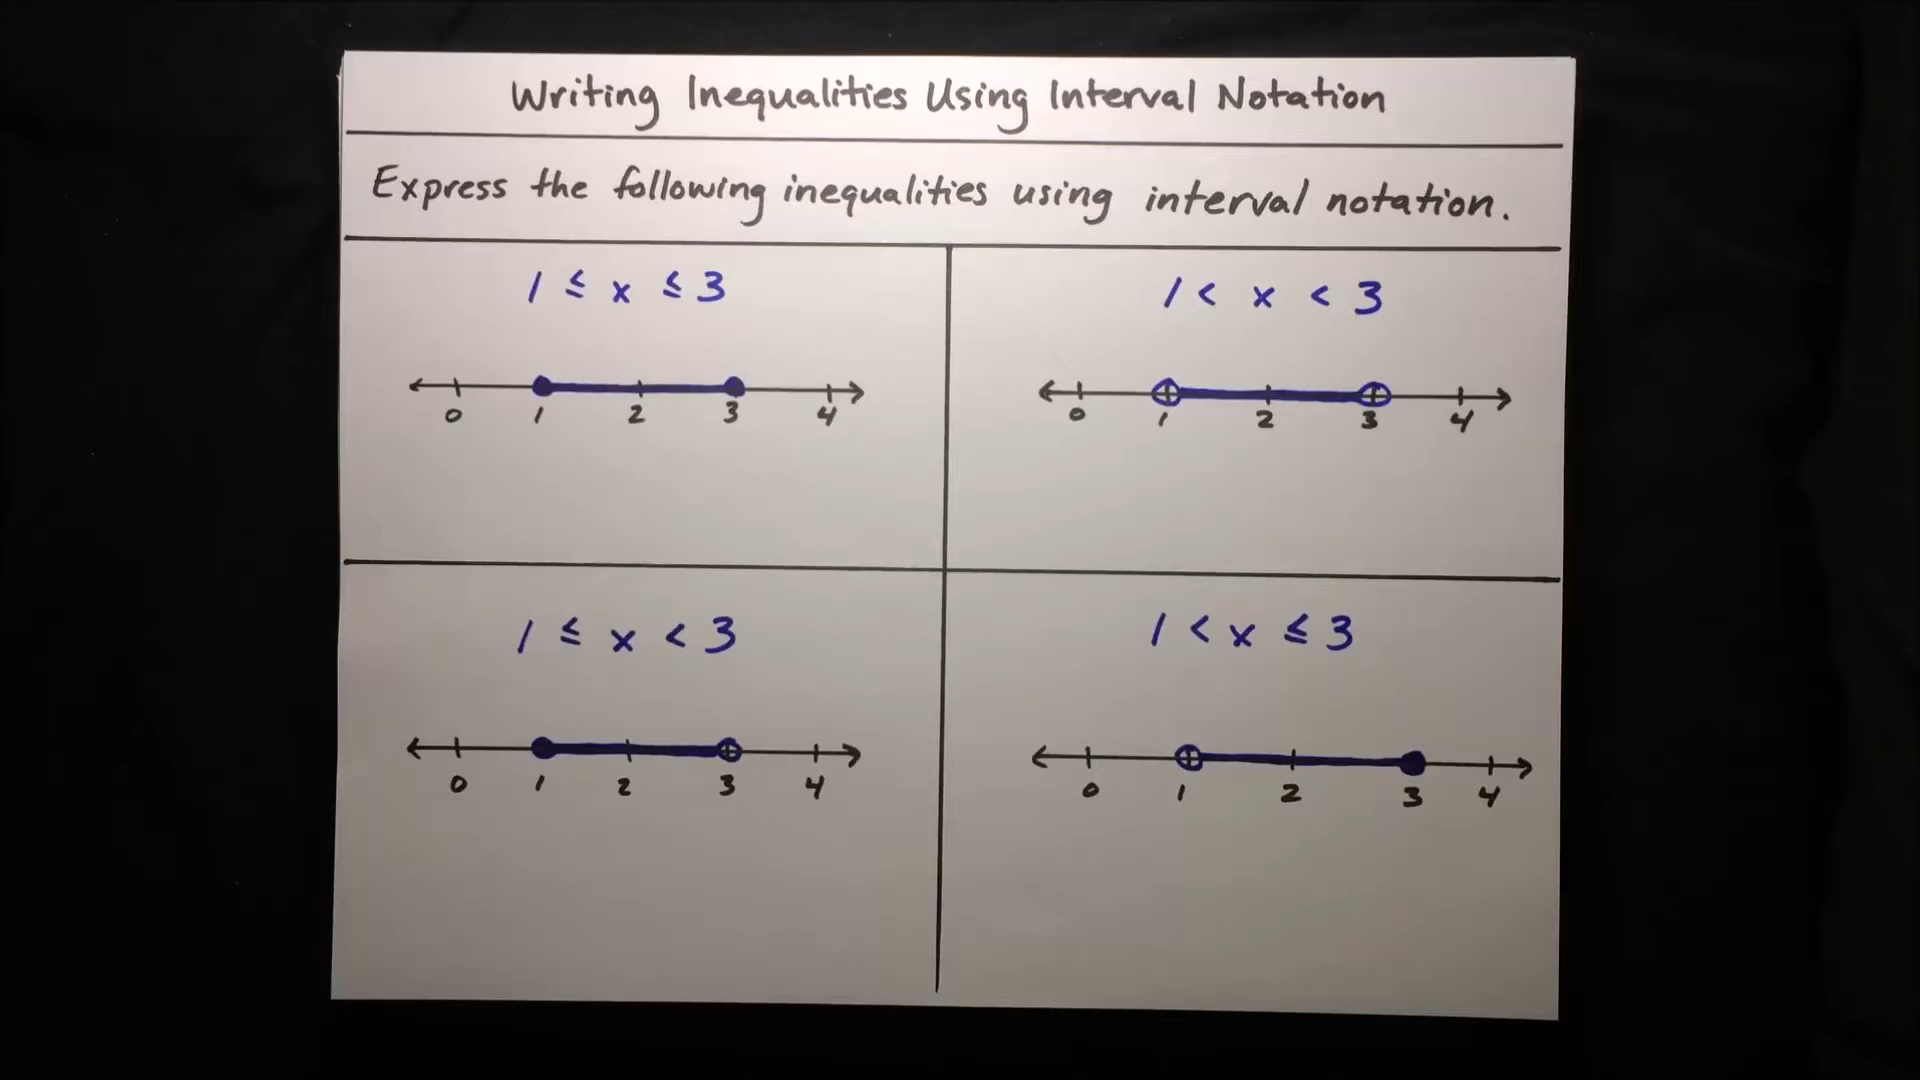 Writing Inequalities Using Interval Notation
Express the following inequalities using interval notation.
1 ≤ x ≤ 3
0 1 2 3 4
1 < x < 3
0 1 2 3 4
1 ≤ x < 3
0 1 2 3 4
1 < x ≤ 3
0 1 2 3 4